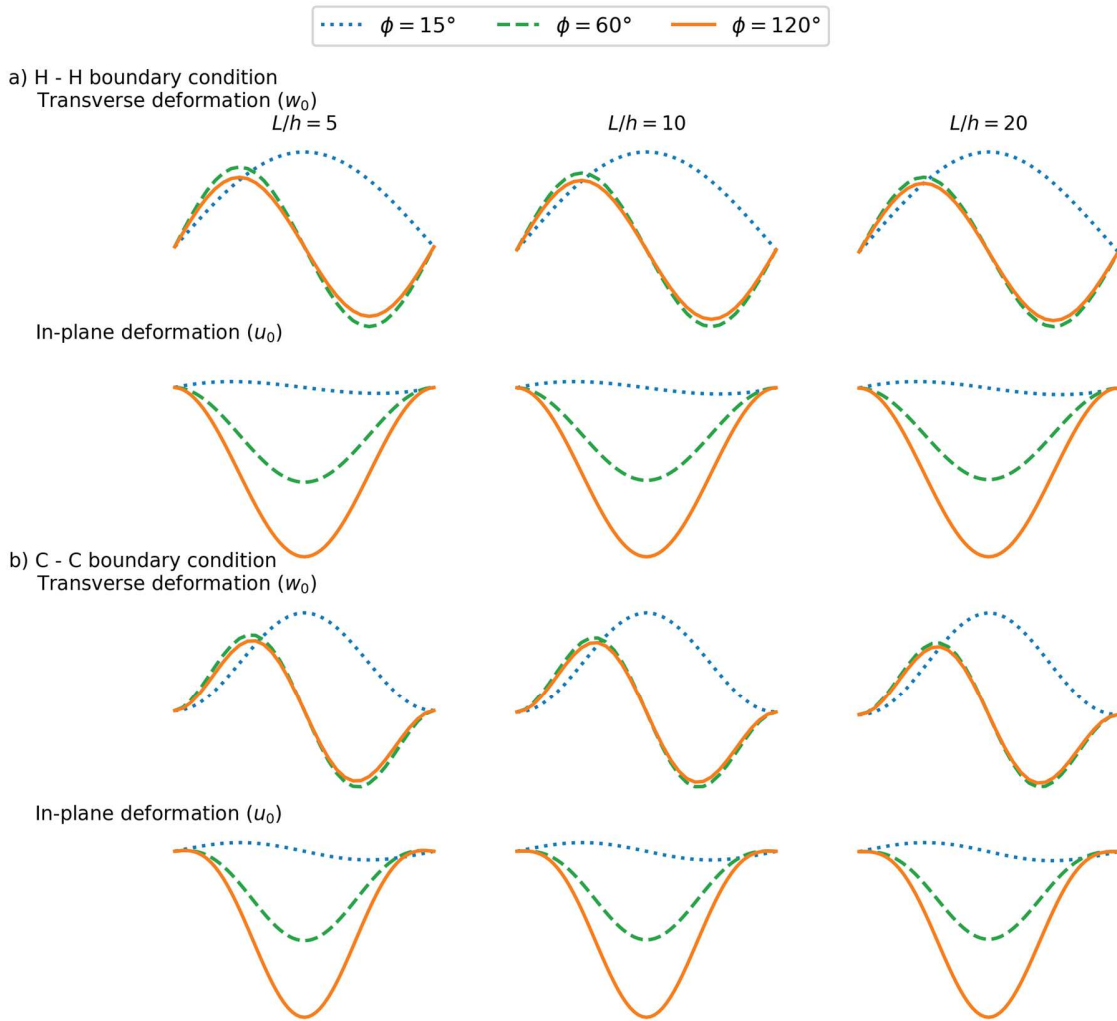 ϕ = 15° ϕ = 60° ϕ = 120°
a) H - H boundary condition
Transverse deformation (w₀)
L/h = 5 L/h = 10 L/h = 20
In-plane deformation (u₀)
b) C - C boundary condition
Transverse deformation (w₀)
In-plane deformation (u₀)